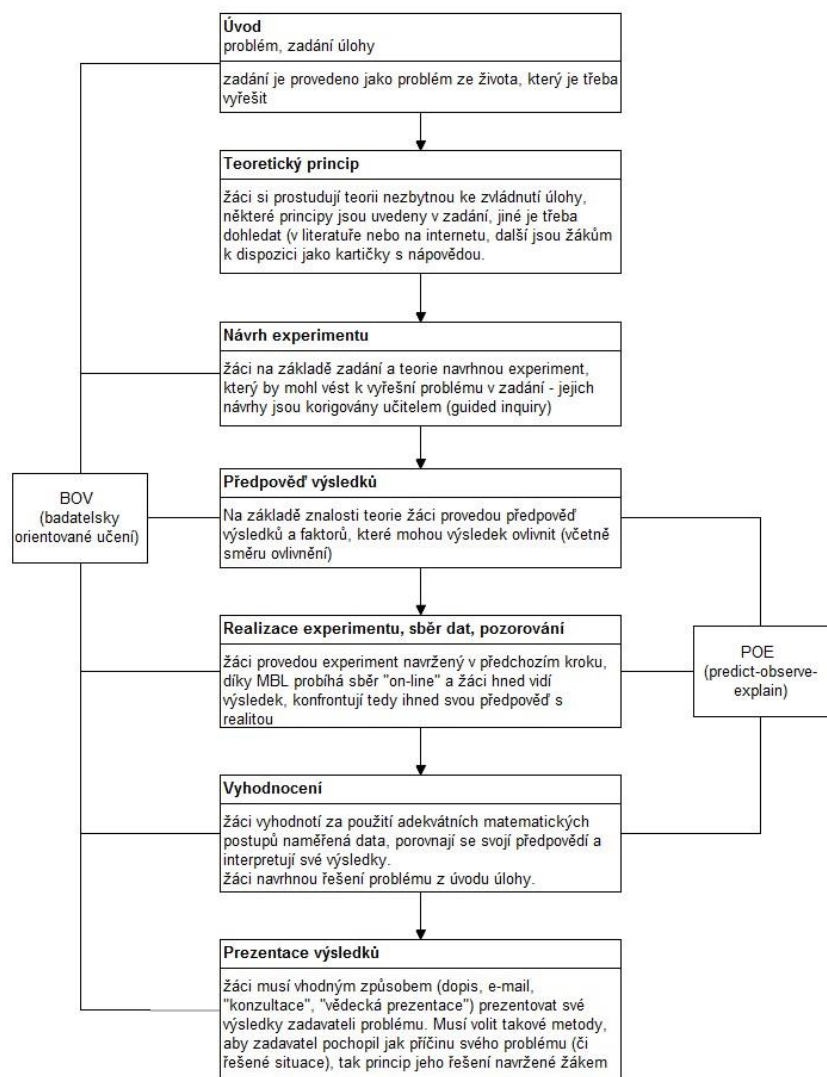 Úvod
problém, zadání úlohy
zadání je provedeno jako problém ze života, který je třeba
vyřešit
Teoretický princip
žáci si prostudují teorii nezbytnou ke zvládnutí úlohy,
některé principy jsou uvedeny v zadání, jiné je třeba
dohledat (v literatuře nebo na internetu, další jsou žákům
k dispozici jako kartičky s nápovědou.
Návrh experimentu
žáci na základě zadání a teorie navrhnou experiment,
který by mohl vést k vyřešní problému v zadání - jejich
návrhy jsou korigovány učitelem (guided inquiry)
Předpověď výsledků
Na základě znalosti teorie žáci provedou předpověď
výsledků a faktorů, které mohou výsledek ovlivnit (včetně
směru ovlivnění)
BOV
(badatelsky
orientované učení)
Realizace experimentu, sběr dat, pozorování
žáci provedou experiment navržený v předchozím kroku,
díky MBL probíhá sběr "on-line" a žáci hned vidí
výsledek, konfrontují tedy ihned svou předpověď s
realitou
POE
(predict-observe-
explain)
Vyhodnocení
žáci vyhodnotí za použití adekvátních matematických
postupů naměřená data, porovnají se svojí předpovědí a
interpretují své výsledky.
žáci navrhnou řešení problému z úvodu úlohy.
Prezentace výsledků
žáci musí vhodným způsobem (dopis, e-mail,
"konzultace", "vědecká prezentace") prezentovat své
výsledky zadavateli problému. Musí volit takové metody,
aby zadavatel pochopil jak příčinu svého problému (či
řešené situace), tak princip jeho řešení navržené žákem